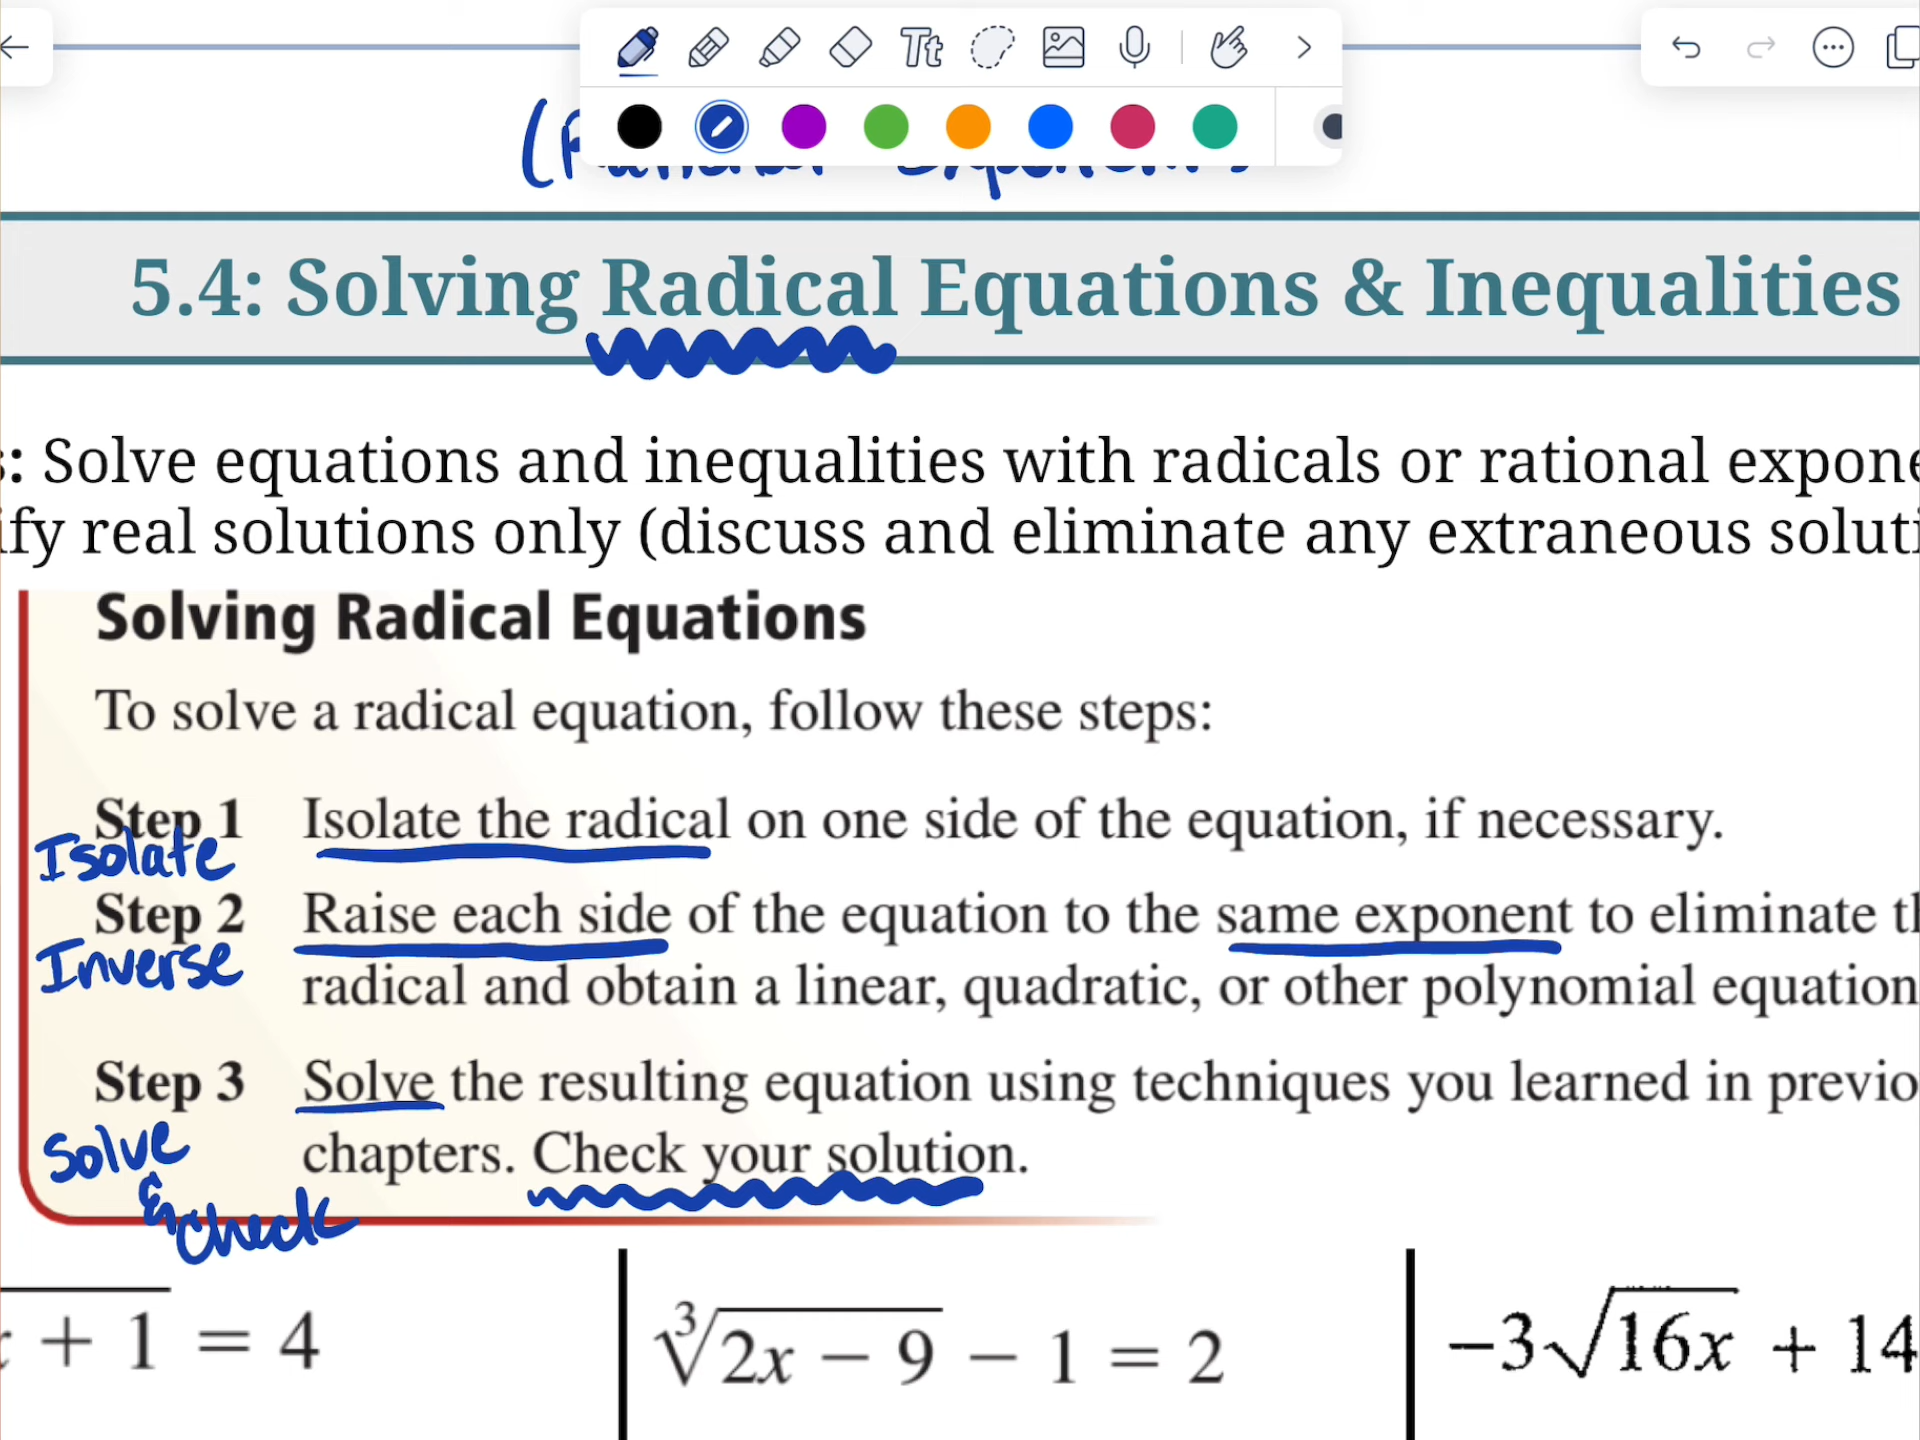 Tt
5.4: Solving Radical Equations & Inequalities
: Solve equations and inequalities with radicals or rational expone
ify real solutions only (discuss and eliminate any extraneous soluti
Solving Radical Equations
To solve a radical equation, follow these steps:
Step 1 Isolate the radical on one side of the equation, if necessary.
Isolate
Step 2 Raise each side of the equation to the same exponent to eliminate th
Inverse radical and obtain a linear, quadratic, or other polynomial equation
Step 3 Solve the resulting equation using techniques you learned in previo
Solve chapters. Check your solution.
& check
+ 1 = 4
∛(2x − 9) − 1 = 2
−3√16x + 14